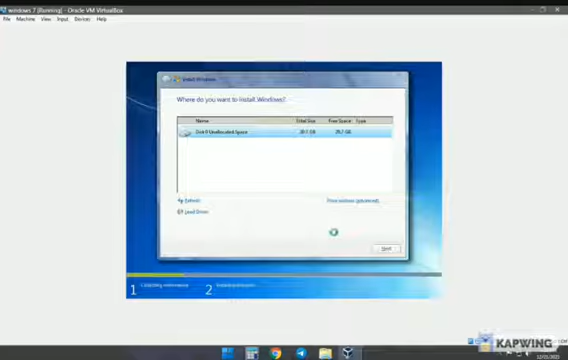 windows 7 [Running] - Oracle VM VirtualBox
File Machine View Input Devices Help
Install Windows
Where do you want to install Windows?
Name Total Size Free Space Type
Disk 0 Unallocated Space
Refresh
Drive options (advanced)
Load Driver
Next
1 Collecting information
2 Installing Windows
KAPWING